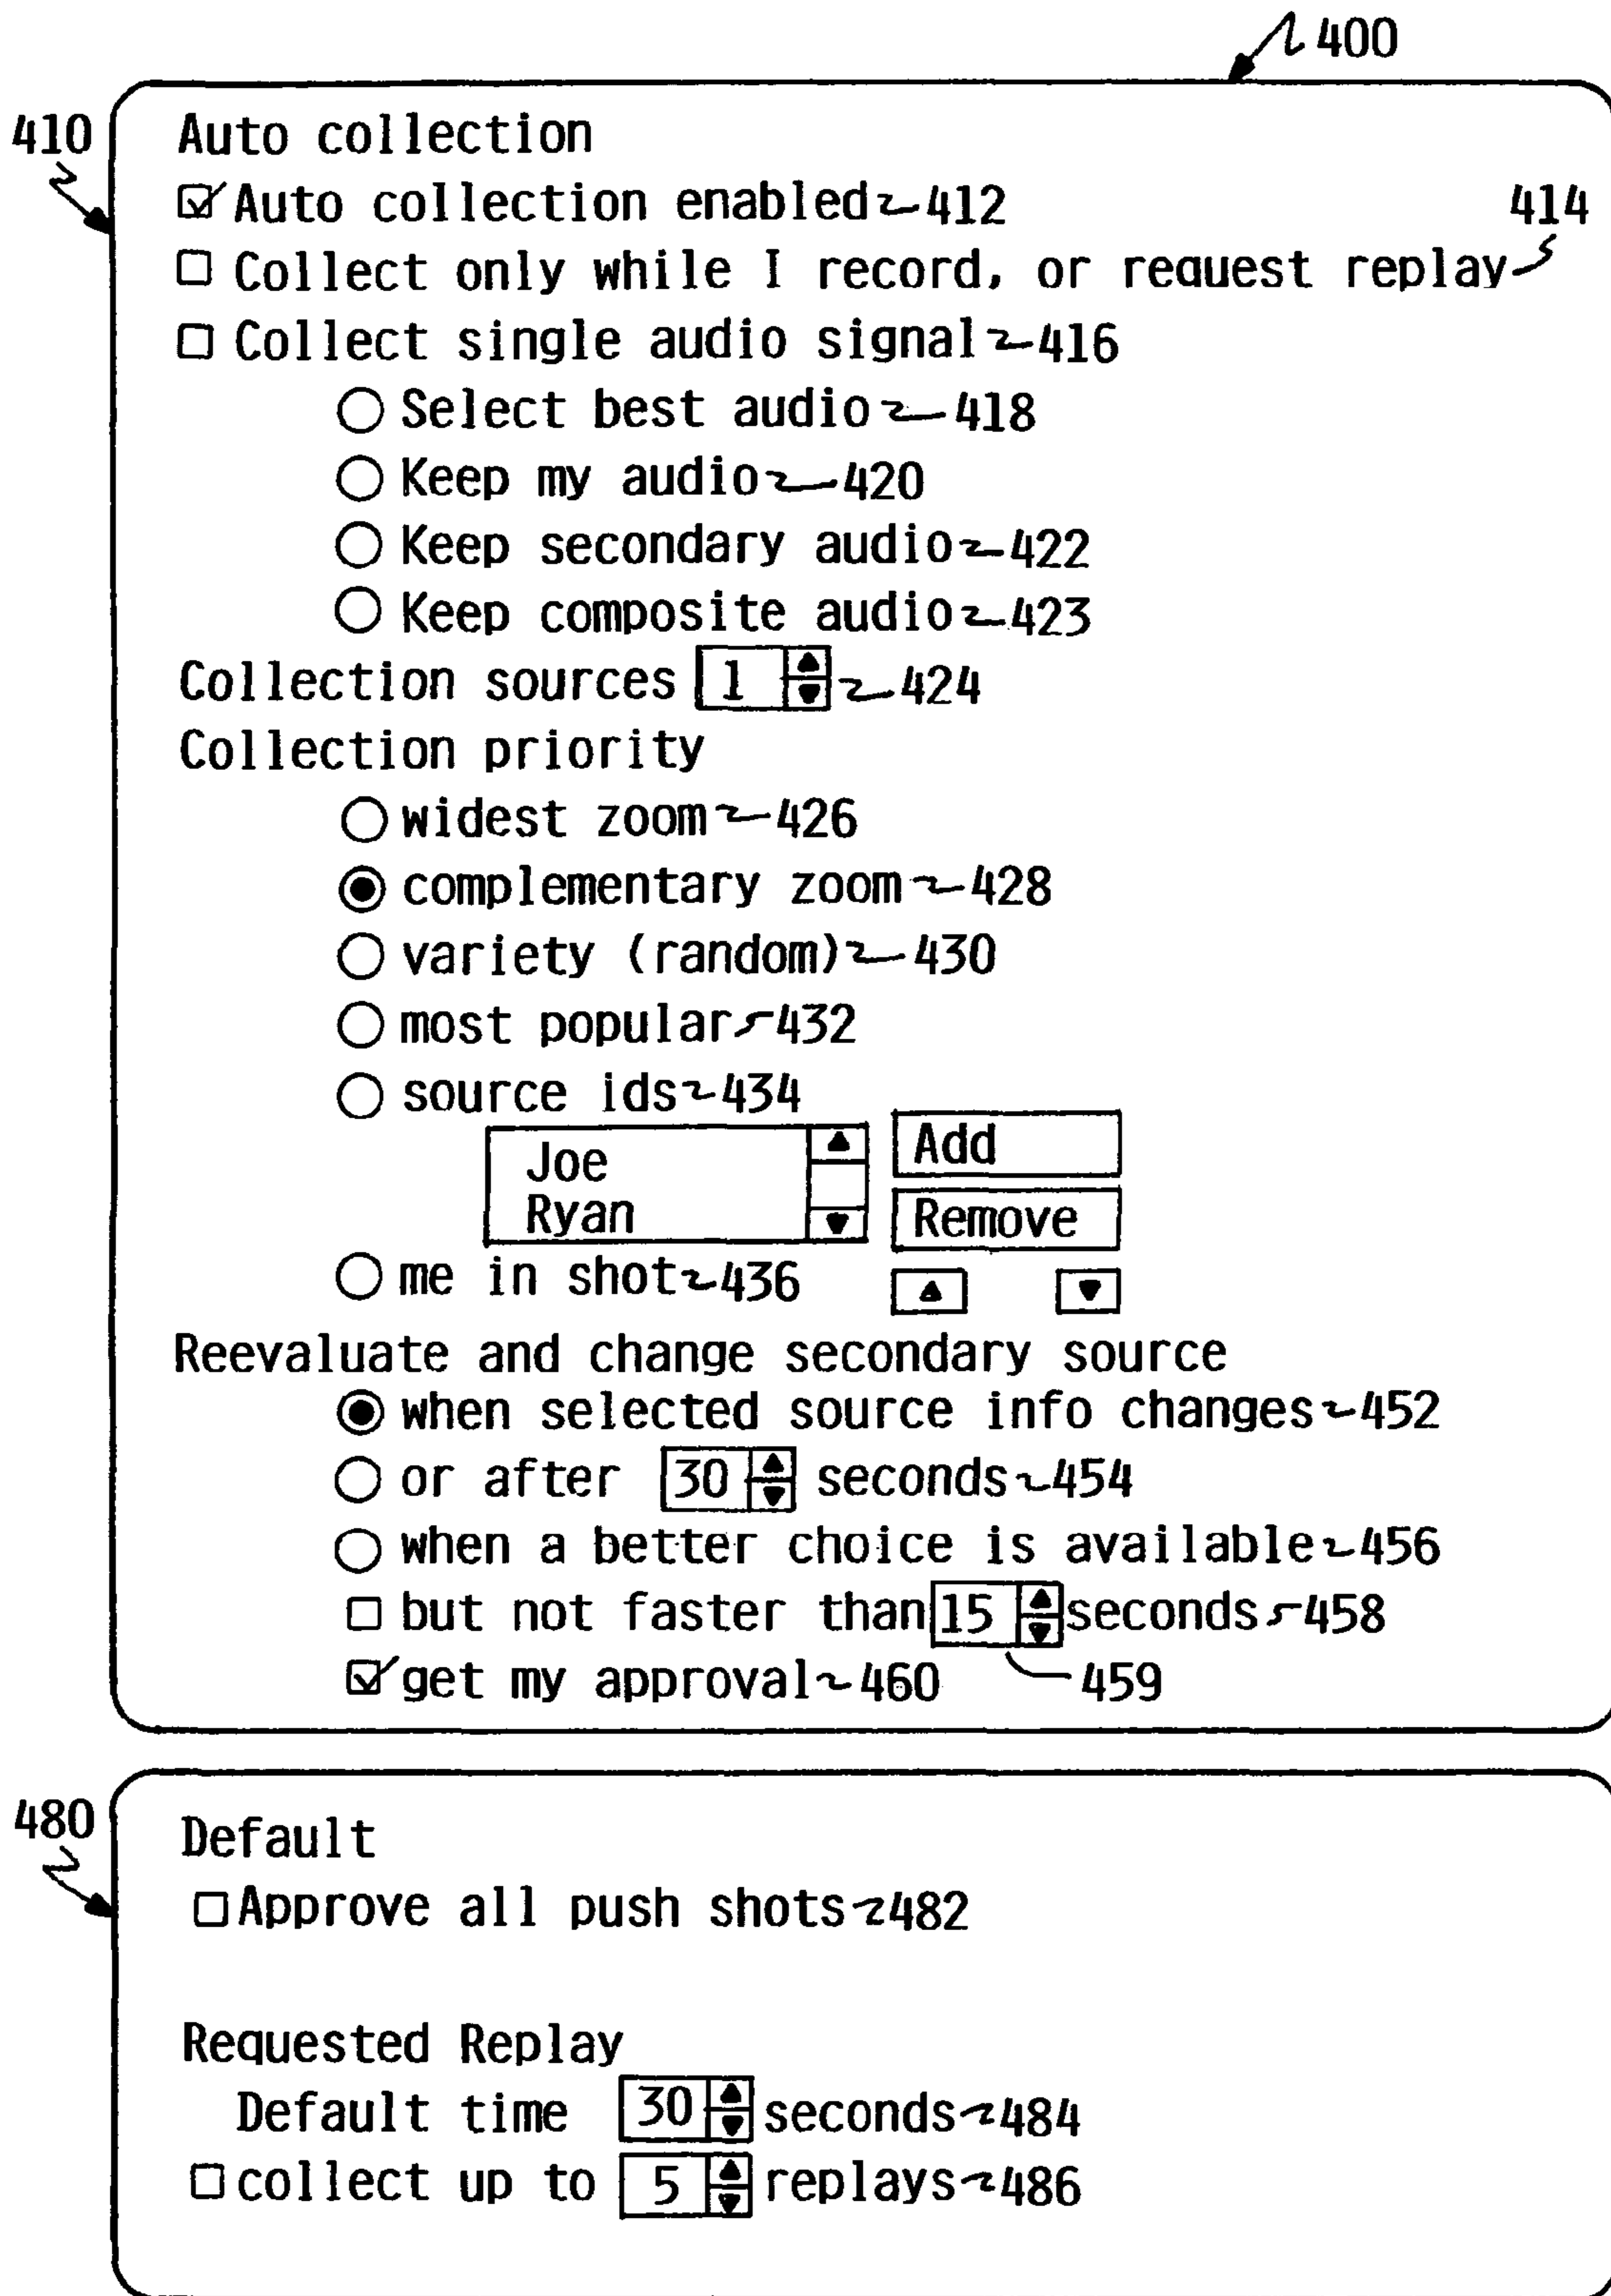 400
410
Auto collection
Auto collection enabled 412
414
Collect only while I record, or request replay
Collect single audio signal 416
Select best audio 418
Keep my audio 420
Keep secondary audio 422
Keep composite audio 423
Collection sources 1 424
Collection priority
widest zoom 426
complementary zoom 428
variety (random) 430
most popular 432
source ids 434
Joe
Add
Ryan
Remove
me in shot 436
Reevaluate and change secondary source
when selected source info changes 452
or after 30 seconds 454
when a better choice is available 456
but not faster than 15 seconds 458
get my approval 460
459
480
Default
Approve all push shots 482
Requested Replay
Default time 30 seconds 484
collect up to 5 replays 486